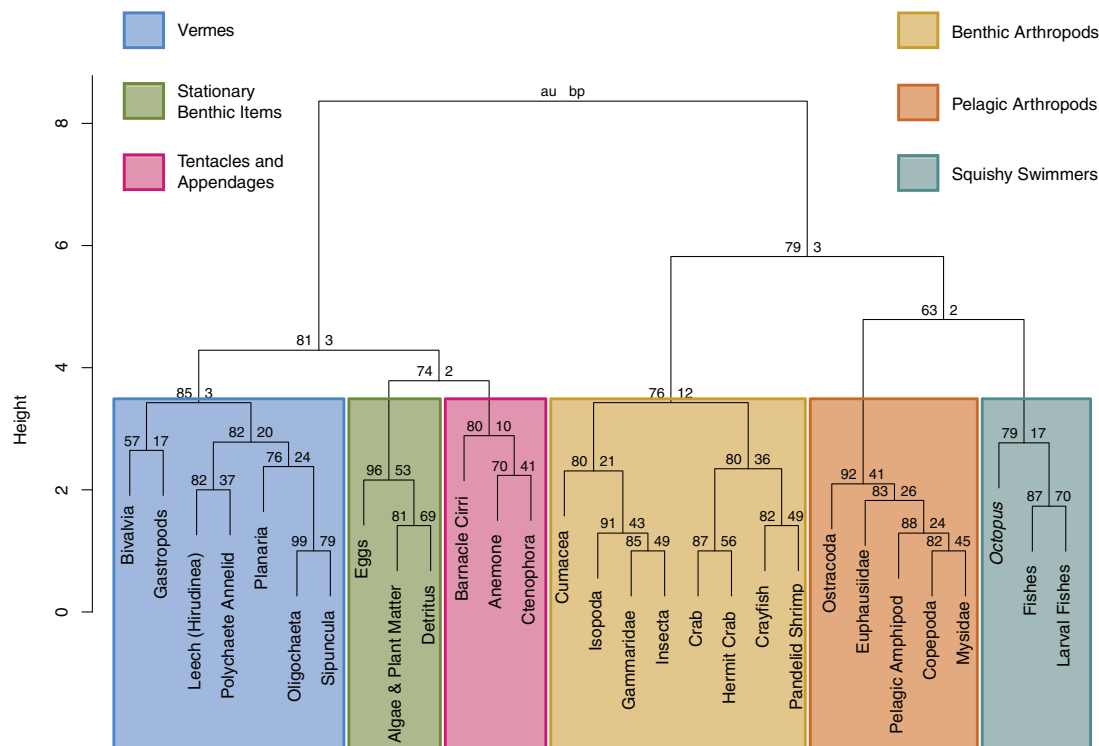 Vermes
Stationary
Benthic Items
Tentacles and
Appendages
Benthic Arthropods
Pelagic Arthropods
Squishy Swimmers
Height
0
2
4
6
8
au bp
79 3
63 2
81 3
74 2
85 3
76 12
57 17
82 20
82 37
76 24
99 79
96 53
81 69
80 10
70 41
80 21
91 43
85 49
80 36
87 56
82 49
92 41
83 26
88 24
82 45
79 17
87 70
Bivalvia
Gastropods
Leech (Hirudinea)
Polychaete Annelid
Planaria
Oligochaeta
Sipuncula
Eggs
Algae & Plant Matter
Detritus
Barnacle Cirri
Anemone
Ctenophora
Cumacea
Isopoda
Gammaridae
Insecta
Crab
Hermit Crab
Crayfish
Pandelid Shrimp
Ostracoda
Euphausiidae
Pelagic Amphipod
Copepoda
Mysidae
Octopus
Fishes
Larval Fishes